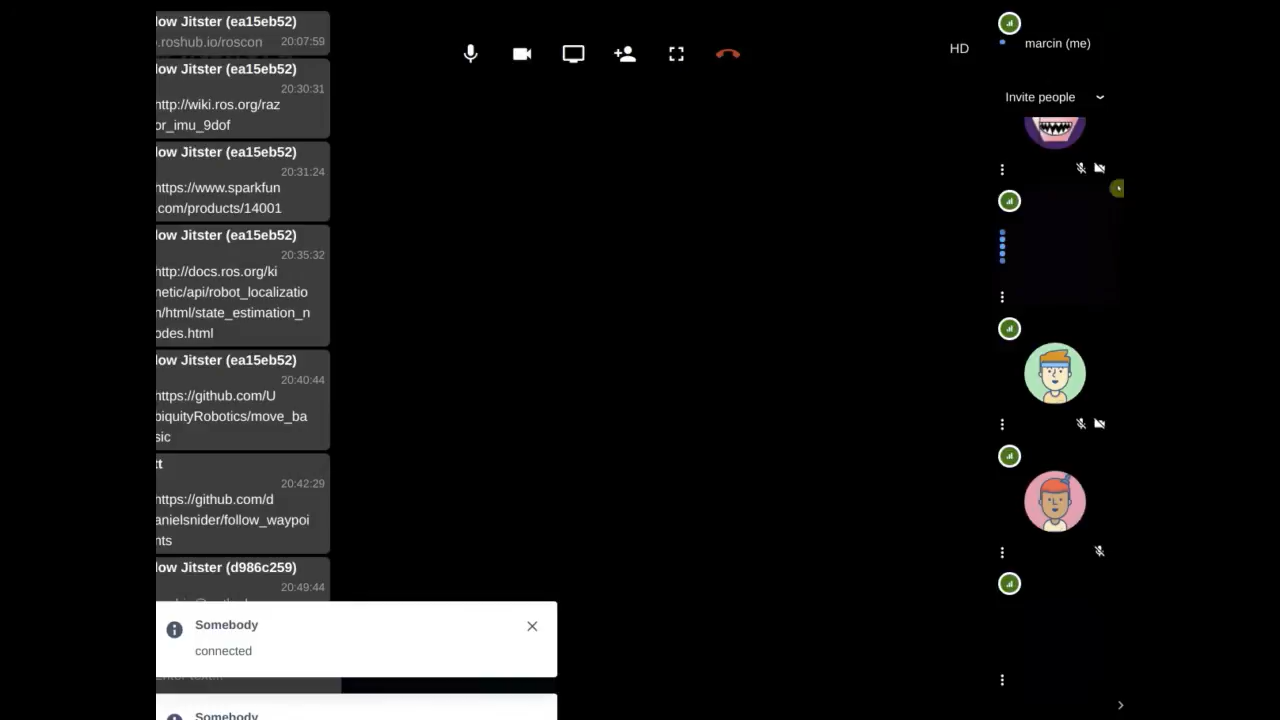 low Jitster (ea15eb52)
.roshub.io/roscon 20:07:59
low Jitster (ea15eb52)
20:30:31
http://wiki.ros.org/raz
or_imu_9dof
low Jitster (ea15eb52)
20:31:24
https://www.sparkfun
.com/products/14001
low Jitster (ea15eb52)
20:35:32
http://docs.ros.org/ki
netic/api/robot_localizatio
n/html/state_estimation_n
odes.html
low Jitster (ea15eb52)
20:40:44
https://github.com/U
biquityRobotics/move_ba
sic
tt
20:42:29
https://github.com/d
anielsnider/follow_waypoi
nts
low Jitster (d986c259)
20:49:44
Somebody
connected
Somebody
HD
marcin (me)
Invite people